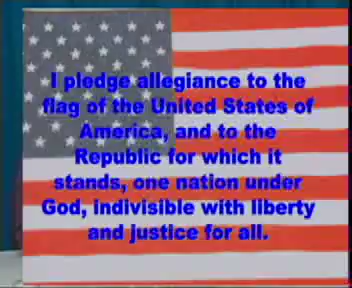 I pledge allegiance to the
flag of the United States of
America, and to the
Republic for which it
stands, one nation under
God, indivisible with liberty
and justice for all.